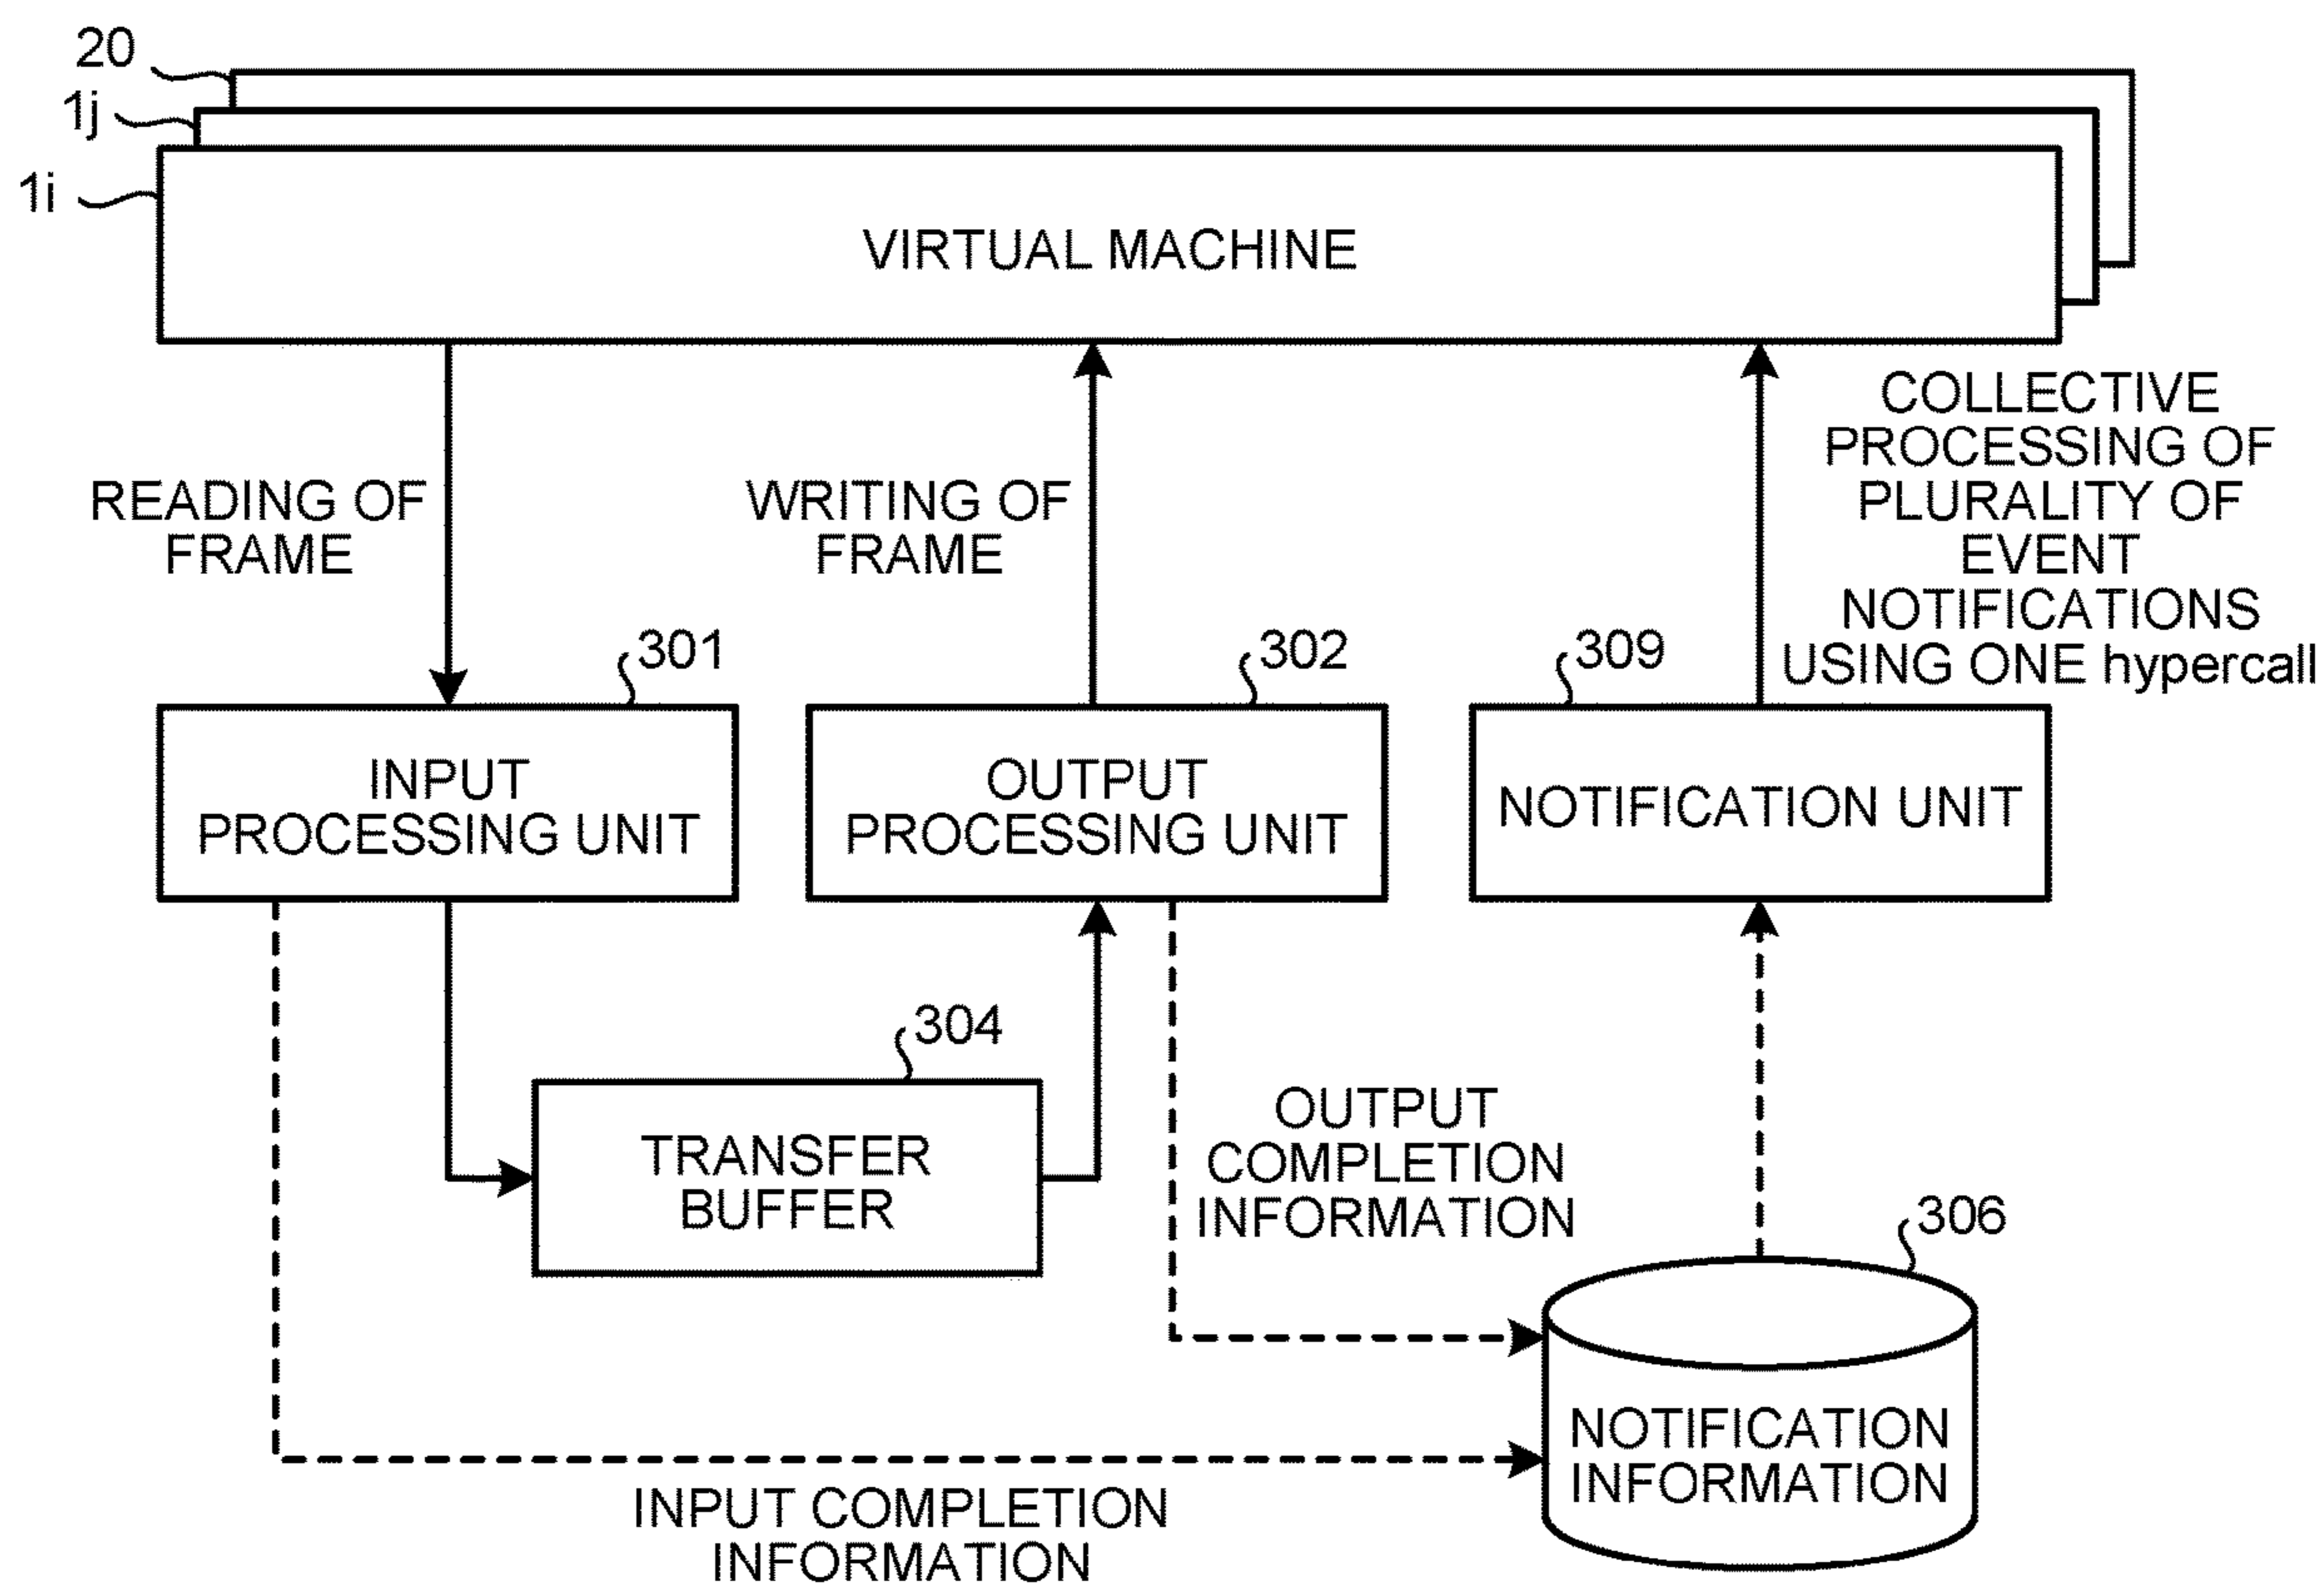 20
1j
1i
VIRTUAL MACHINE
READING OF
FRAME
WRITING OF
FRAME
COLLECTIVE
PROCESSING OF
PLURALITY OF
EVENT
NOTIFICATIONS
USING ONE hypercall
301
302
309
INPUT
PROCESSING UNIT
OUTPUT
PROCESSING UNIT
NOTIFICATION UNIT
304
TRANSFER
BUFFER
OUTPUT
COMPLETION
INFORMATION
306
NOTIFICATION
INFORMATION
INPUT COMPLETION
INFORMATION